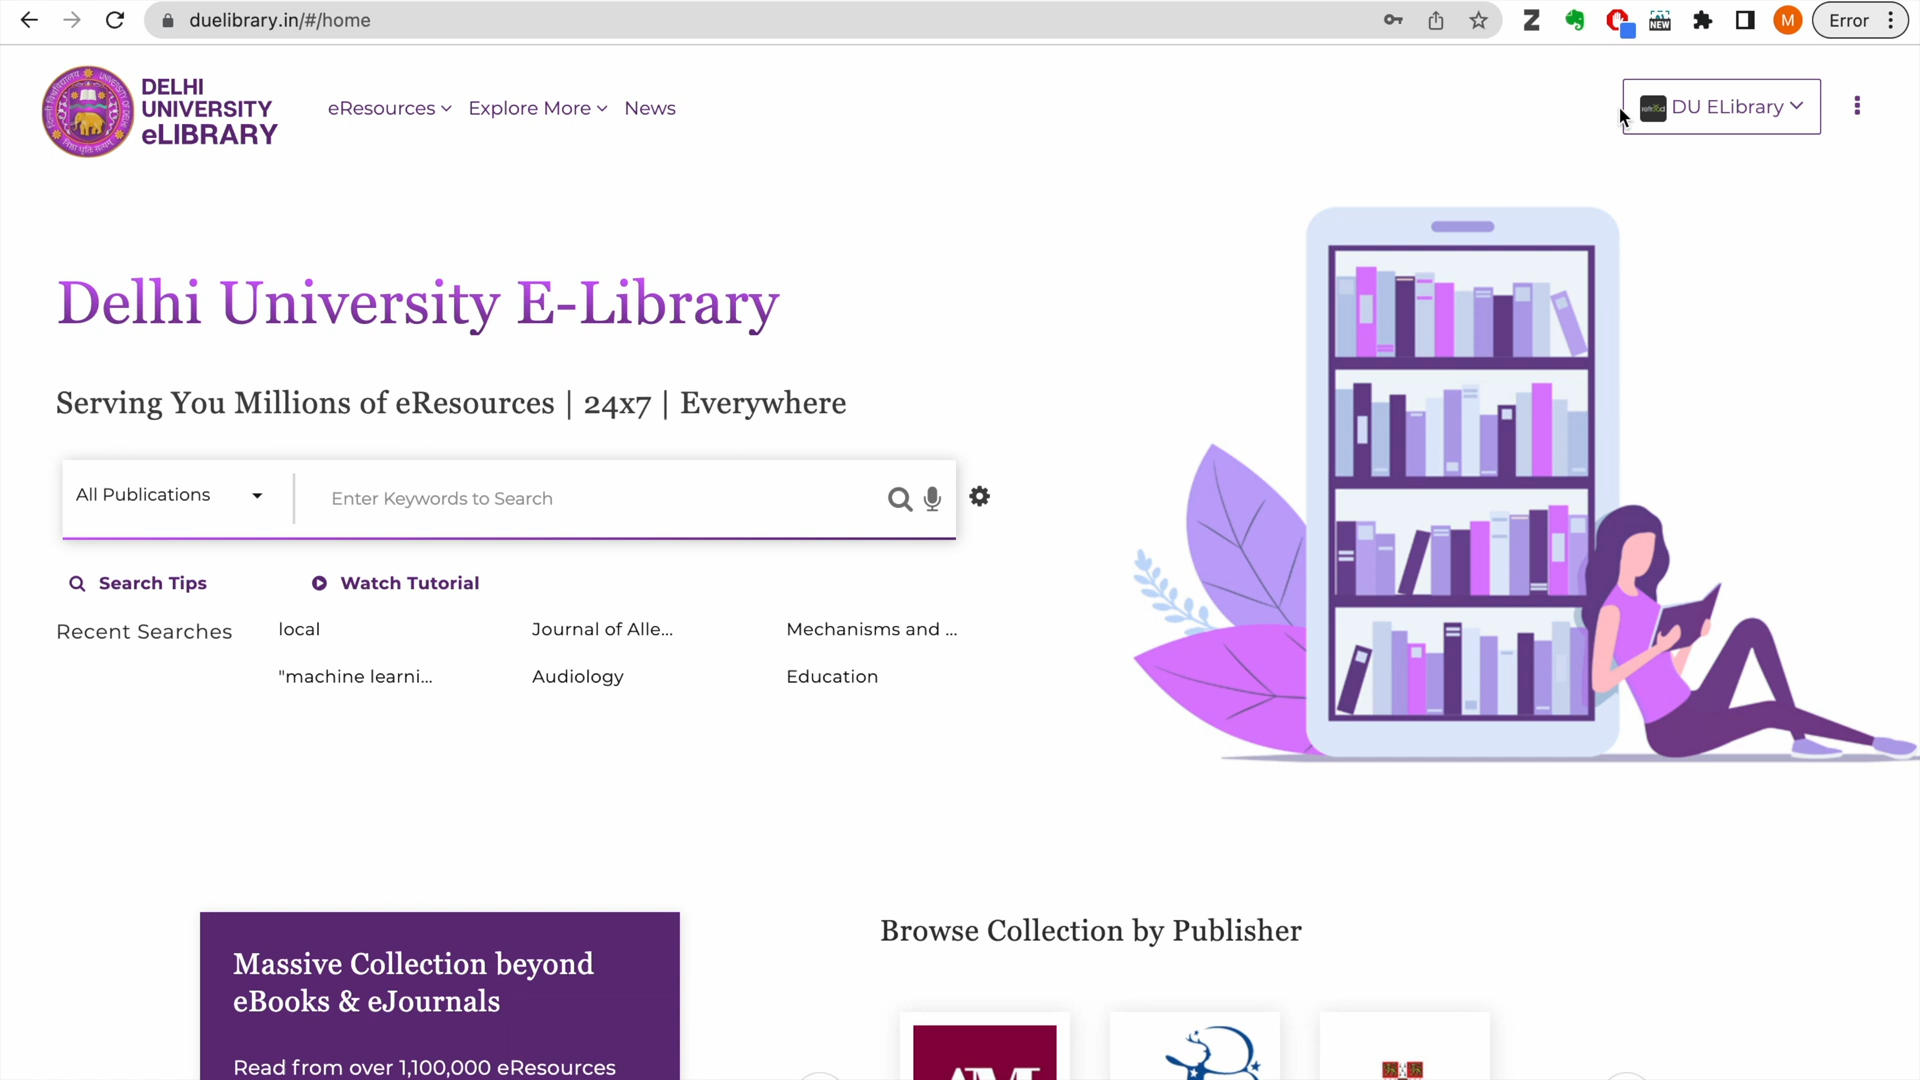 duelibrary.in/#/home
NEW
M
Error
DELHI
UNIVERSITY
eLIBRARY
eResources
Explore More
News
DU ELibrary
Delhi University E-Library
Serving You Millions of eResources | 24x7 | Everywhere
All Publications
Enter Keywords to Search
Search Tips
Watch Tutorial
Recent Searches
local
Journal of Alle...
Mechanisms and ...
"machine learni...
Audiology
Education
Massive Collection beyond
eBooks & eJournals
Browse Collection by Publisher
Read from over 1,100,000 eResources